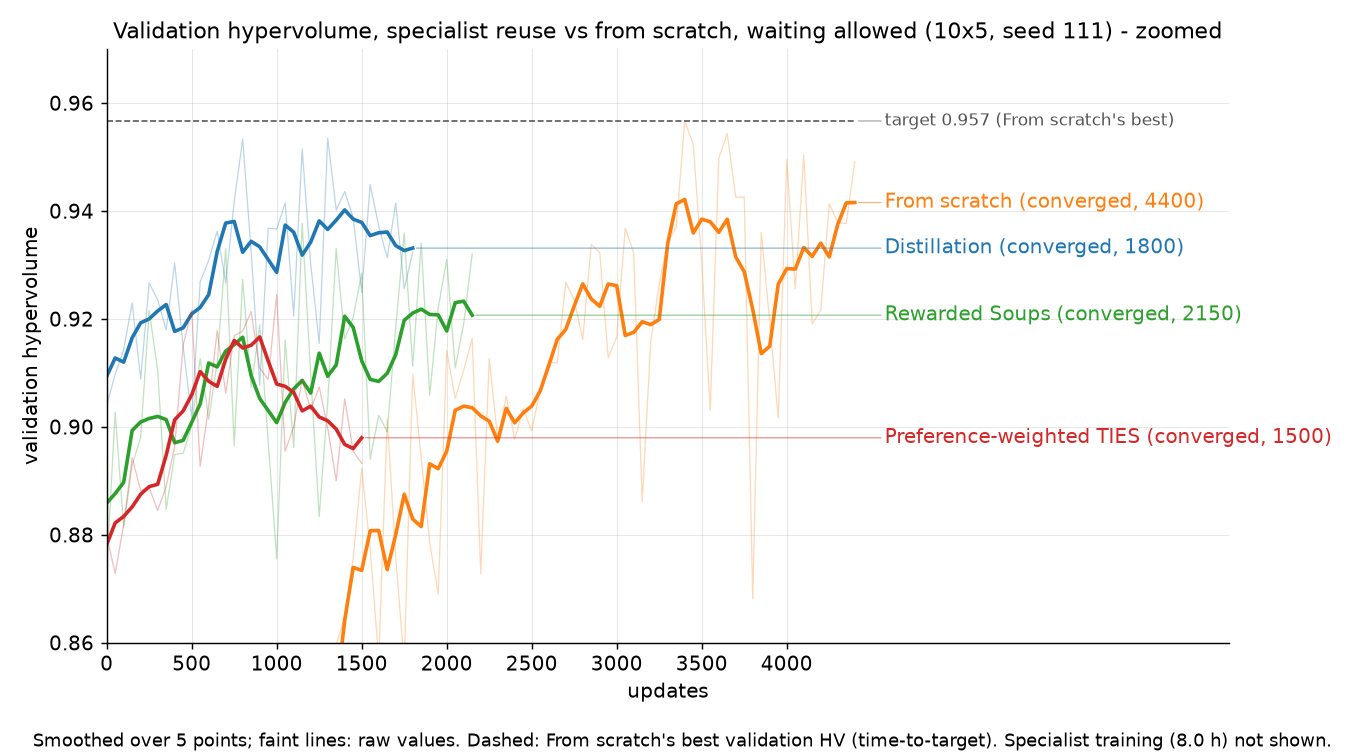 Validation hypervolume, specialist reuse vs from scratch, waiting allowed (10x5, seed 111) - zoomed
validation hypervolume
0.96
0.94
0.92
0.90
0.88
0.86
target 0.957 (From scratch's best)
From scratch (converged, 4400)
Distillation (converged, 1800)
Rewarded Soups (converged, 2150)
Preference-weighted TIES (converged, 1500)
0 500 1000 1500 2000 2500 3000 3500 4000
updates
Smoothed over 5 points; faint lines: raw values. Dashed: From scratch's best validation HV (time-to-target). Specialist training (8.0 h) not shown.